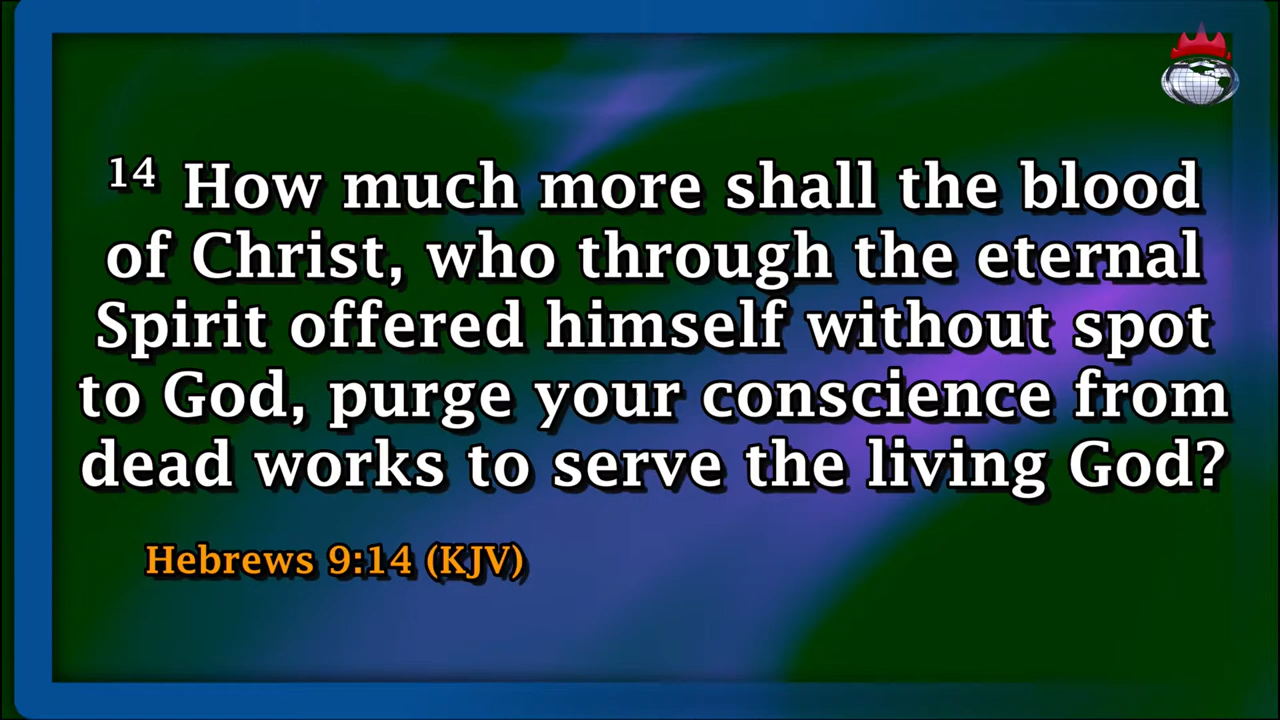 14 How much more shall the blood
of Christ, who through the eternal
Spirit offered himself without spot
to God, purge your conscience from
dead works to serve the living God?
Hebrews 9:14 (KJV)